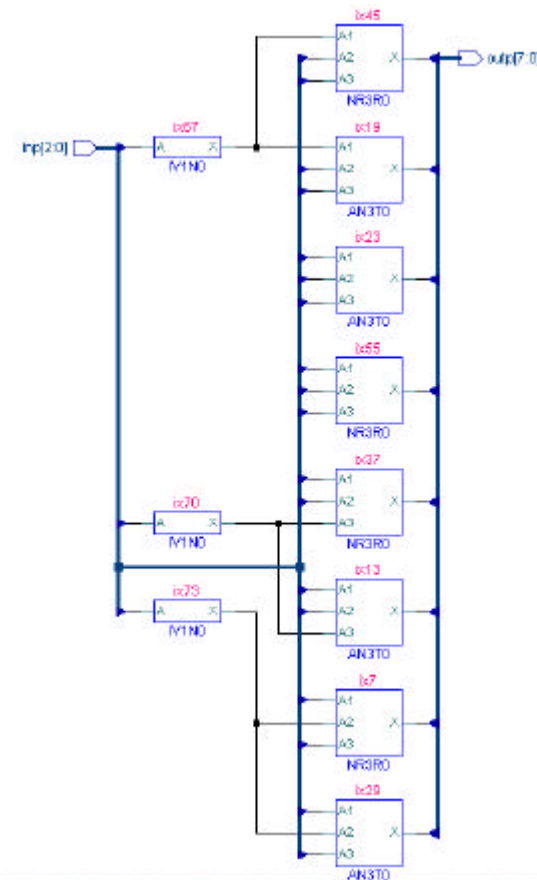 ix45
A1
A2 X
A3
NR3R0
outp[7:0]
inp[2:0]
ix67
A X
IV1N0
ix19
A1
A2 X
A3
AN3T0
ix23
A1
A2 X
A3
AN3T0
ix55
A1
A2 X
A3
NR3R0
ix37
A1
A2 X
A3
NR3R0
ix70
A X
IV1N0
ix13
A1
A2 X
A3
AN3T0
ix73
A X
IV1N0
ix7
A1
A2 X
A3
NR3R0
ix29
A1
A2 X
A3
AN3T0